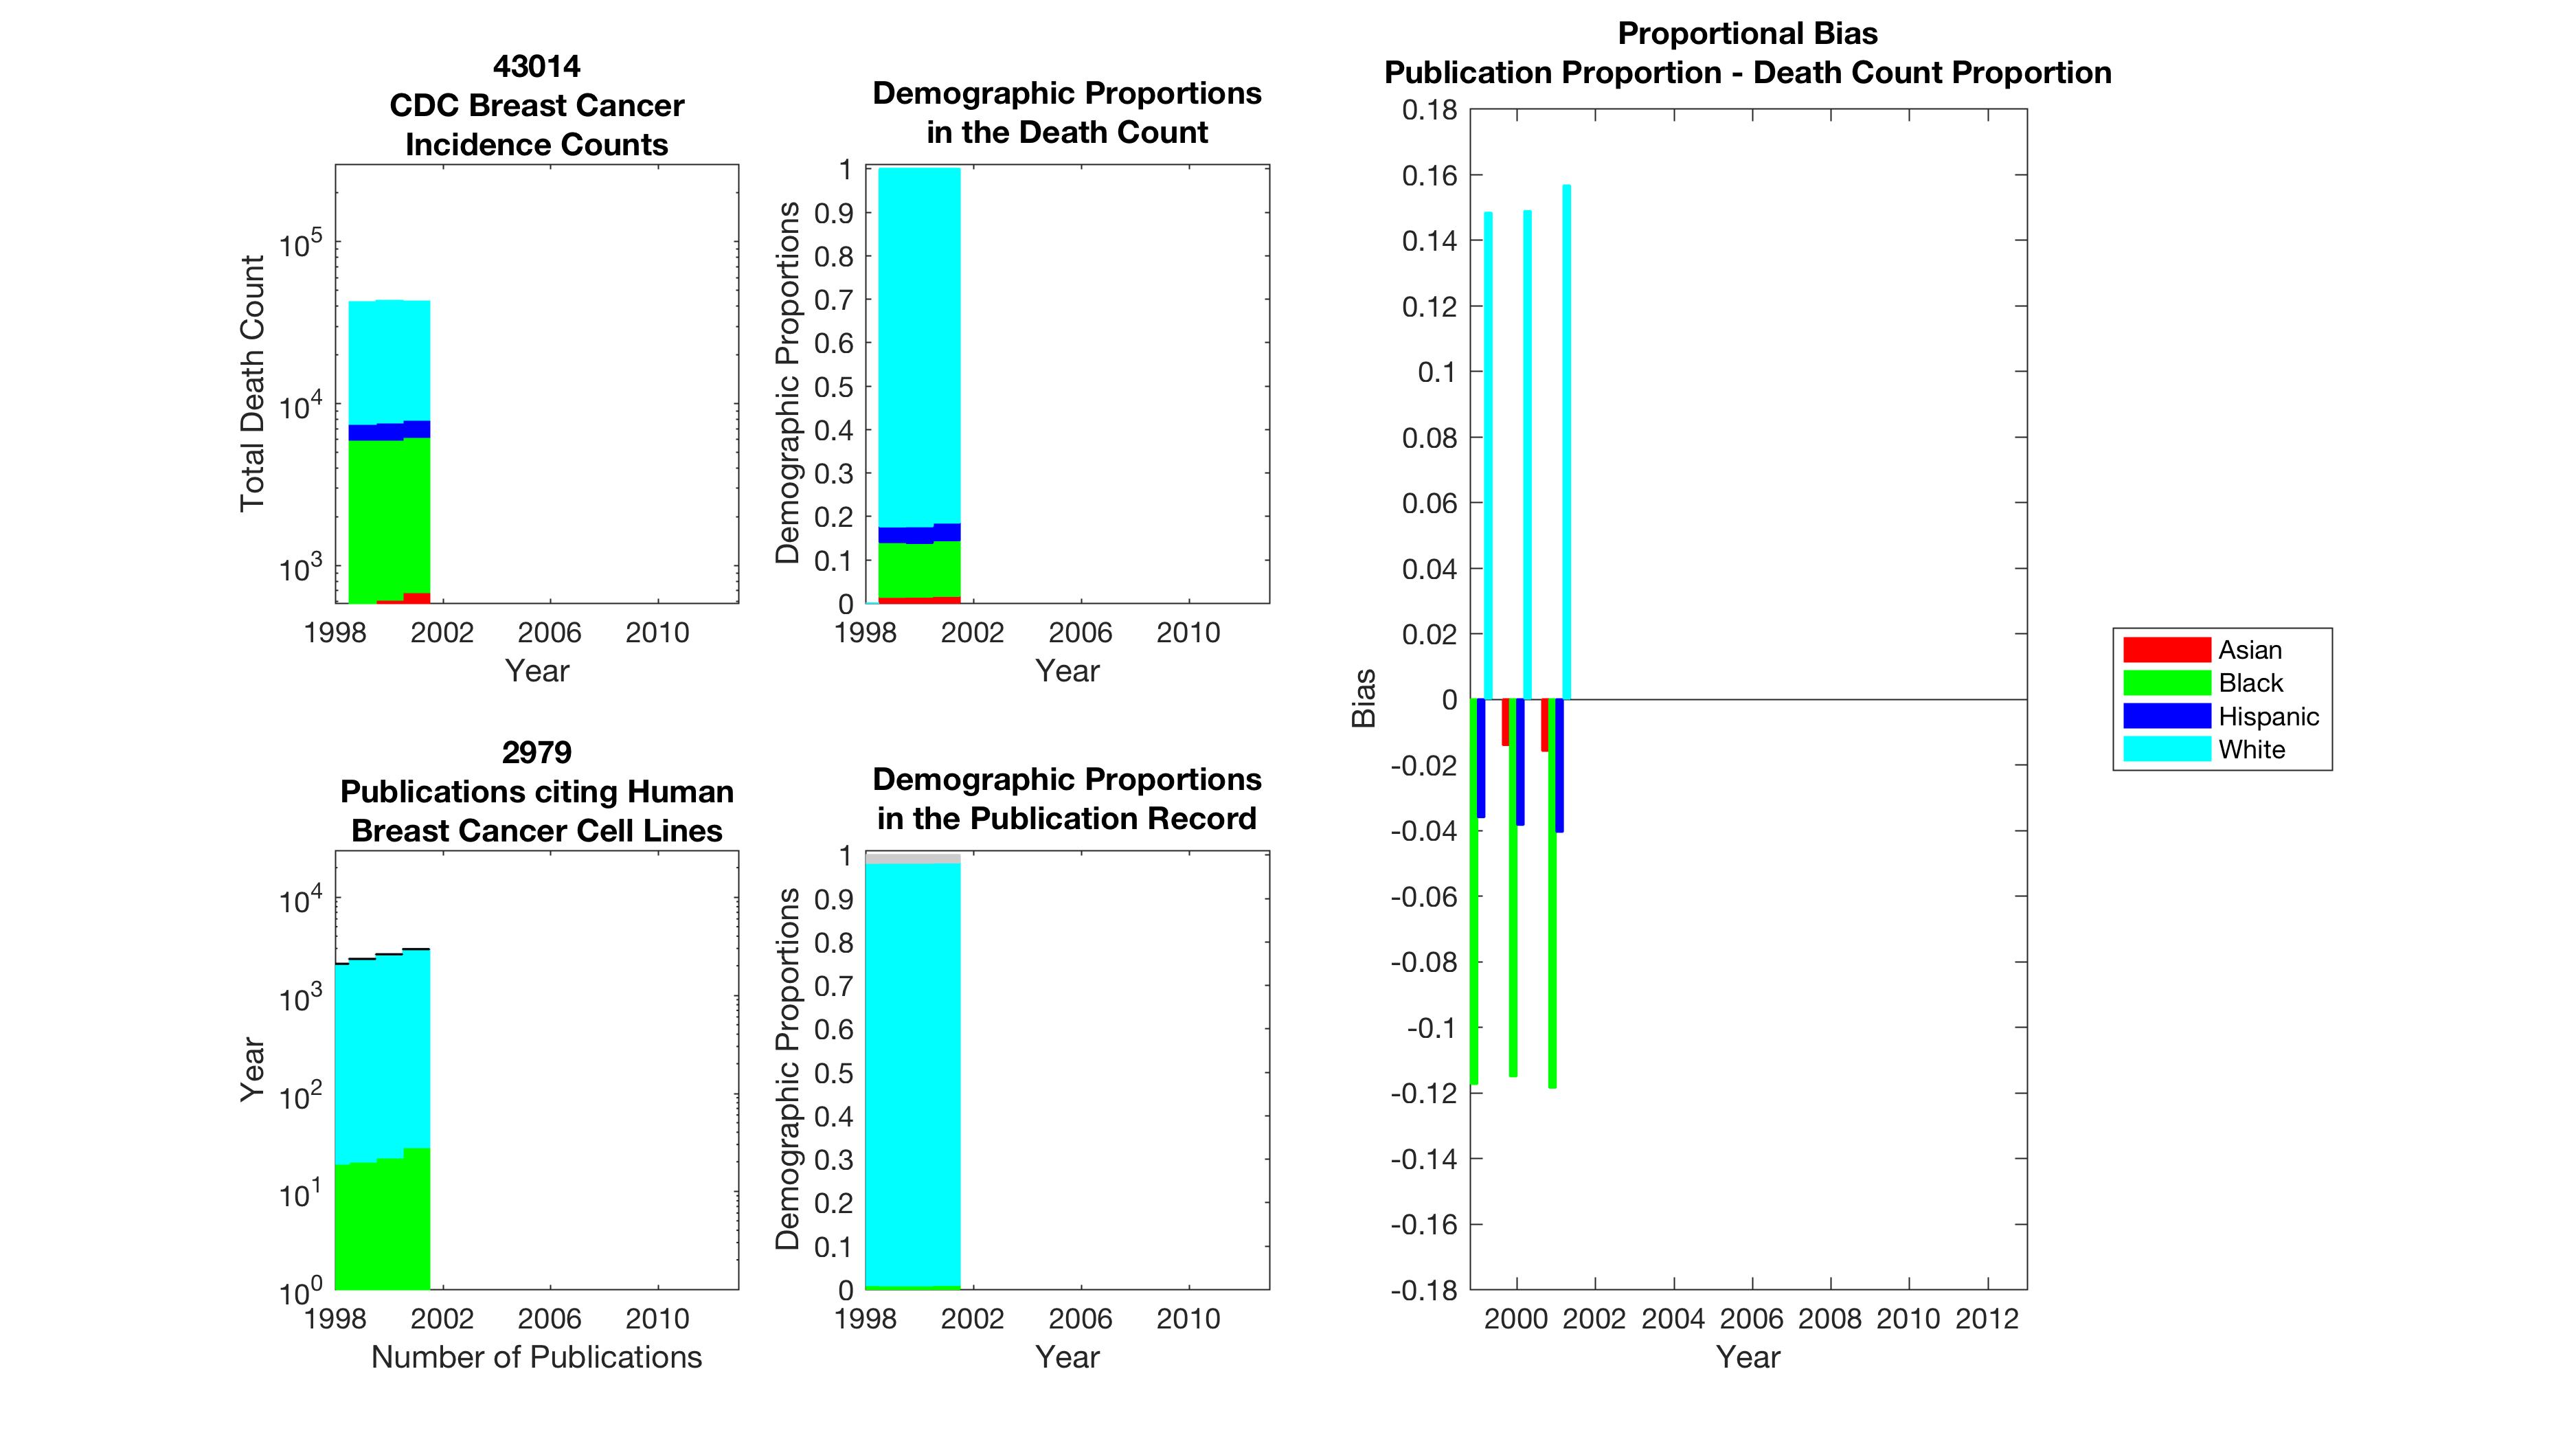 43014
CDC Breast Cancer
Incidence Counts
Total Death Count
10^5
10^4
10^3
1998 2002 2006 2010
Year
Demographic Proportions
in the Death Count
Demographic Proportions
1
0.9
0.8
0.7
0.6
0.5
0.4
0.3
0.2
0.1
0
1998 2002 2006 2010
Year
2979
Publications citing Human
Breast Cancer Cell Lines
Year
10^4
10^3
10^2
10^1
10^0
1998 2002 2006 2010
Number of Publications
Demographic Proportions
in the Publication Record
Demographic Proportions
1
0.9
0.8
0.7
0.6
0.5
0.4
0.3
0.2
0.1
0
1998 2002 2006 2010
Year
Proportional Bias
Publication Proportion - Death Count Proportion
Bias
0.18
0.16
0.14
0.12
0.1
0.08
0.06
0.04
0.02
0
-0.02
-0.04
-0.06
-0.08
-0.1
-0.12
-0.14
-0.16
-0.18
2000 2002 2004 2006 2008 2010 2012
Year
Asian
Black
Hispanic
White